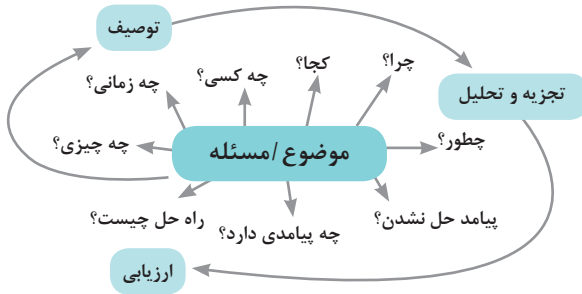 توصیف
چرا؟
کجا؟
چه کسی؟
چه زمانی؟
تجزیه و تحلیل
چطور؟
موضوع /مسئله
چه چیزی؟
پیامد حل نشدن؟
چه پیامدی دارد؟
راه حل چیست؟
ارزیابی